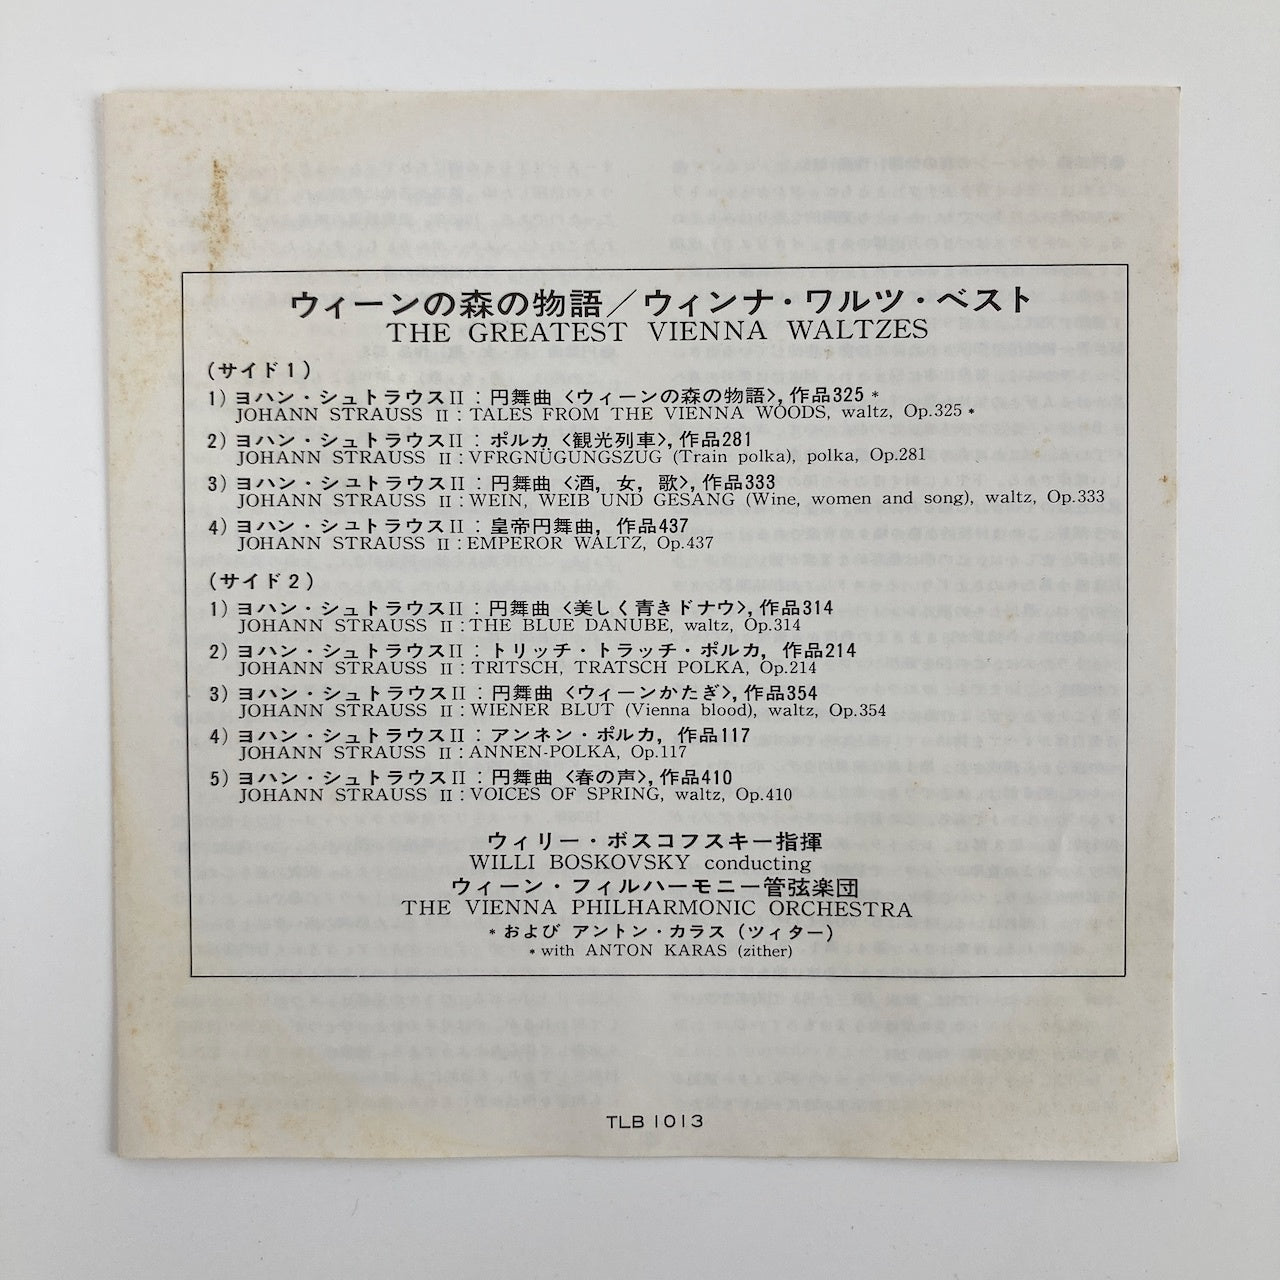 ウィーンの森の物語／ウィンナ・ワルツ・ベスト
THE GREATEST VIENNA WALTZES
(サイド1)
1) ヨハン・シュトラウスII : 円舞曲〈ウィーンの森の物語〉, 作品325 *
JOHANN STRAUSS II : TALES FROM THE VIENNA WOODS, waltz, Op.325 *
2) ヨハン・シュトラウスII : ポルカ〈観光列車〉, 作品281
JOHANN STRAUSS II : VFRGNÜGUNGSZUG (Train polka), polka, Op.281
3) ヨハン・シュトラウスII : 円舞曲〈酒, 女, 歌〉, 作品333
JOHANN STRAUSS II : WEIN, WEIB UND GESANG (Wine, women and song), waltz, Op.333
4) ヨハン・シュトラウスII : 皇帝円舞曲, 作品437
JOHANN STRAUSS II : EMPEROR WALTZ, Op.437
(サイド2)
1) ヨハン・シュトラウスII : 円舞曲〈美しく青きドナウ〉, 作品314
JOHANN STRAUSS II : THE BLUE DANUBE, waltz, Op.314
2) ヨハン・シュトラウスII : トリッチ・トラッチ・ポルカ, 作品214
JOHANN STRAUSS II : TRITSCH, TRATSCH POLKA, Op.214
3) ヨハン・シュトラウスII : 円舞曲〈ウィーンかたぎ〉, 作品354
JOHANN STRAUSS II : WIENER BLUT (Vienna blood), waltz, Op.354
4) ヨハン・シュトラウスII : アンネン・ポルカ, 作品117
JOHANN STRAUSS II : ANNEN-POLKA, Op.117
5) ヨハン・シュトラウスII : 円舞曲〈春の声〉, 作品410
JOHANN STRAUSS II : VOICES OF SPRING, waltz, Op.410
ウィリー・ボスコフスキー指揮
WILLI BOSKOVSKY conducting
ウィーン・フィルハーモニー管弦楽団
THE VIENNA PHILHARMONIC ORCHESTRA
* および アントン・カラス (ツィター)
* with ANTON KARAS (zither)
TLB 1013